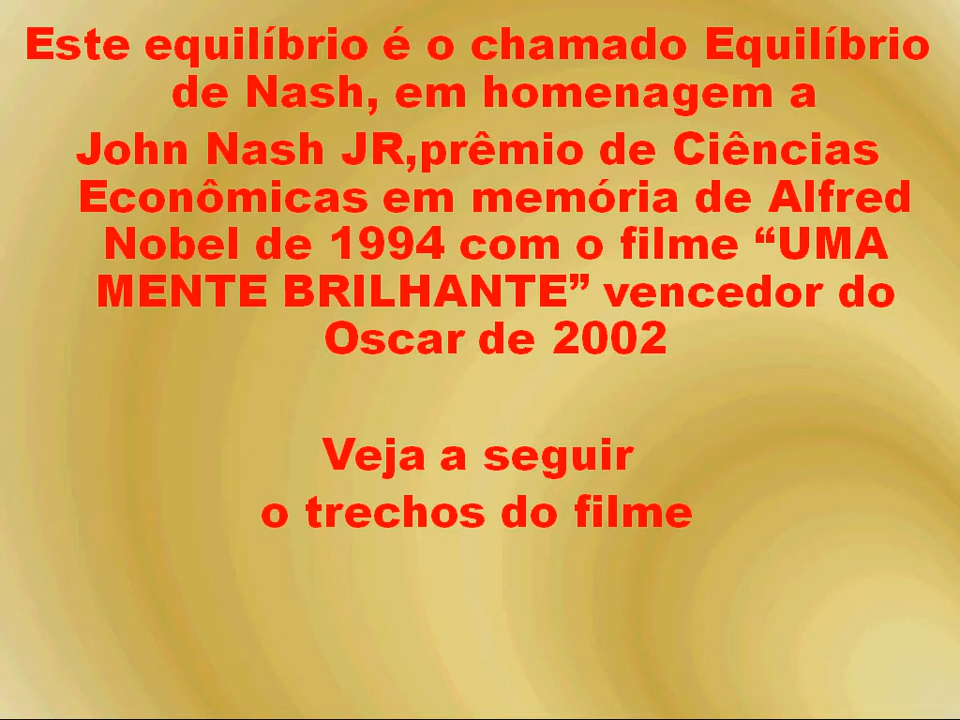 Este equilíbrio é o chamado Equilíbrio
de Nash, em homenagem a
John Nash JR,prêmio de Ciências
Econômicas em memória de Alfred
Nobel de 1994 com o filme “UMA
MENTE BRILHANTE” vencedor do
Oscar de 2002
Veja a seguir
o trechos do filme